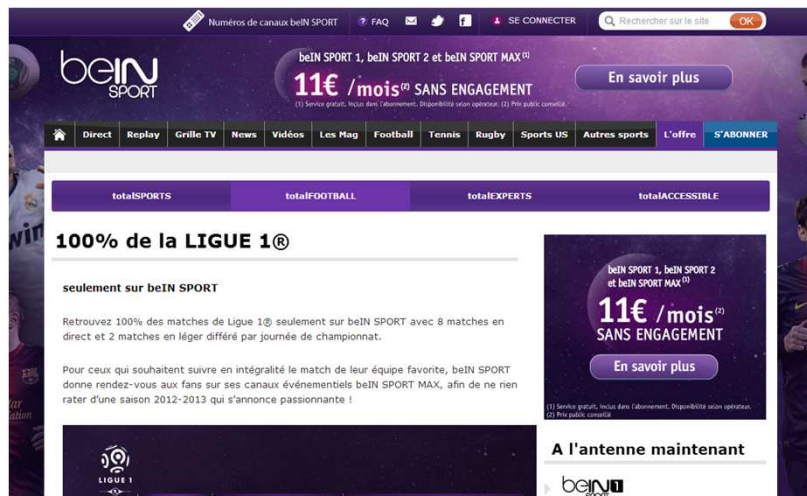 Numéros de canaux beIN SPORT
? FAQ
SE CONNECTER
Rechercher sur le site
OK
beIN SPORT
beIN SPORT 1, beIN SPORT 2 et beIN SPORT MAX (1)
11€ /mois(2) SANS ENGAGEMENT
(1) Service gratuit, inclus dans l'abonnement. Disponibilité selon opérateur. (2) Prix public conseillé
En savoir plus
Direct Replay Grille TV News Vidéos Les Mag Football Tennis Rugby Sports US Autres sports L'offre S'ABONNER
totalSPORTS totalFOOTBALL totalEXPERTS totalACCESSIBLE
100% de la LIGUE 1®
seulement sur beIN SPORT
Retrouvez 100% des matches de Ligue 1® seulement sur beIN SPORT avec 8 matches en
direct et 2 matches en léger différé par journée de championnat.
Pour ceux qui souhaitent suivre en intégralité le match de leur équipe favorite, beIN SPORT
donne rendez-vous aux fans sur ses canaux événementiels beIN SPORT MAX, afin de ne rien
rater d'une saison 2012-2013 qui s'annonce passionnante !
LIGUE 1
beIN SPORT 1, beIN SPORT 2
et beIN SPORT MAX (1)
11€ /mois(2)
SANS ENGAGEMENT
En savoir plus
(1) Service gratuit, inclus dans l'abonnement. Disponibilité selon opérateur.
(2) Prix public conseillé
A l'antenne maintenant
beIN 1
SPORT